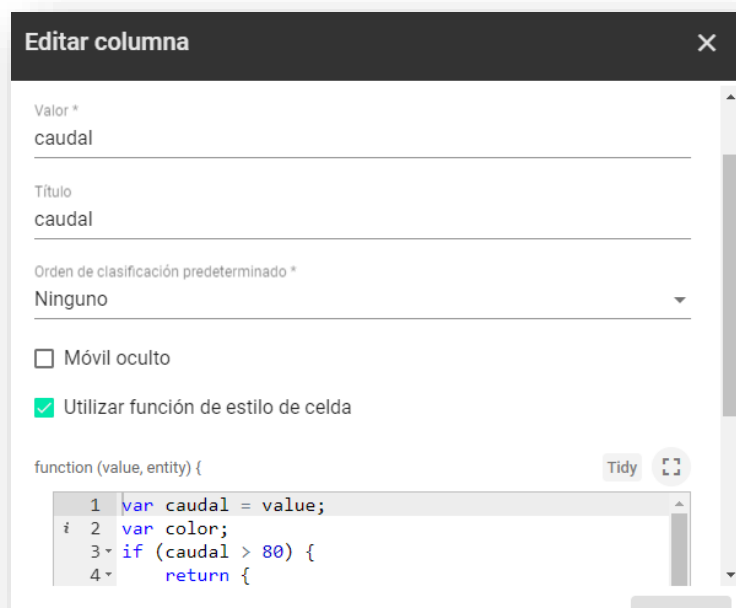 Editar columna
Valor *
caudal
Título
caudal
Orden de clasificación predeterminado *
Ninguno
Móvil oculto
Utilizar función de estilo de celda
function (value, entity) {
Tidy
1 var caudal = value;
i 2 var color;
3 if (caudal > 80) {
4 return {